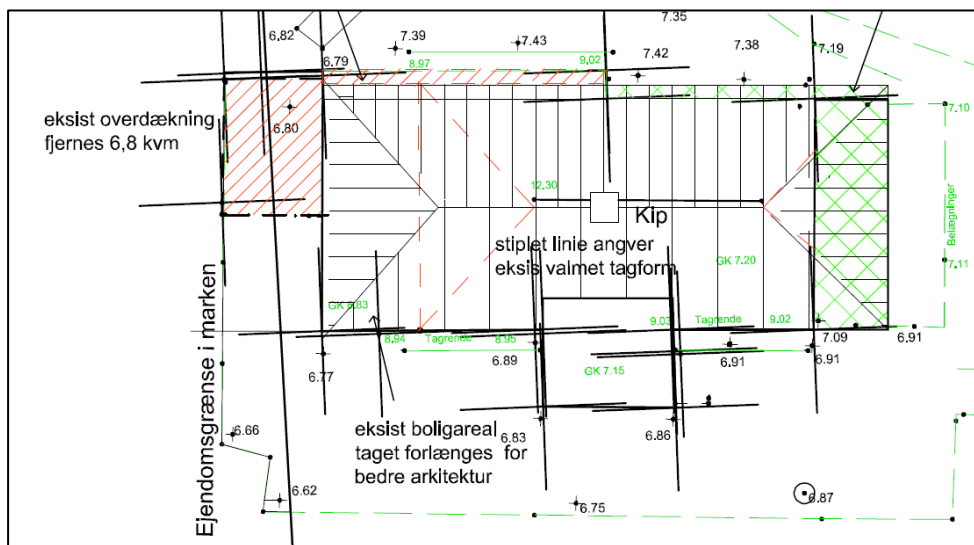 7.35
6.82
7.39
7.43
6.79
8.97
9.02
7.42
7.38
7.19
eksist overdækning
fjernes 6,8 kvm
6.80
7.10
12.30
Kip
stiplet linie angver
eksis valmet tagform
GK 7.20
Belægninger
7.11
GK 6.83
8.94
Tagrende
8.95
9.03
Tagrende
9.02
6.89
7.09
6.91
6.91
6.91
6.77
GK 7.15
Ejendomsgrænse i marken
eksist boligareal
taget forlænges for
bedre arkitektur
6.83
6.86
6.66
6.62
6.75
6.87